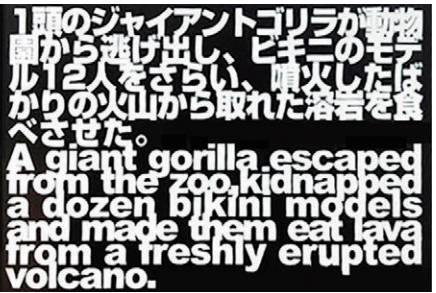 1頭のジャイアントゴリラが動物
園から逃げ出し、ビキニのモデ
ル12人をさらい、噴火したば
かりの火山から取れた溶岩を食
べさせた。
A giant gorilla escaped
from the zoo,kidnapped
a dozen bikini models
and made them eat lava
from a freshly erupted
volcano.